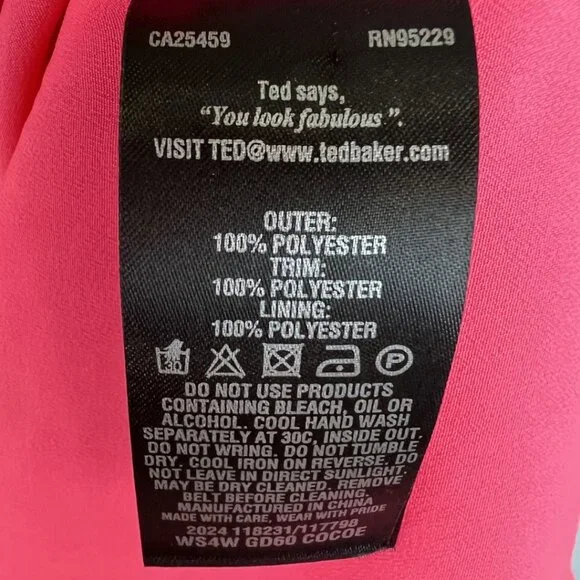 CA25459 RN95229
Ted says,
"You look fabulous".
VISIT TED@www.tedbaker.com
OUTER:
100% POLYESTER
TRIM:
100% POLYESTER
LINING:
100% POLYESTER
30 P
DO NOT USE PRODUCTS
CONTAINING BLEACH, OIL OR
ALCOHOL. COOL HAND WASH
SEPARATELY AT 30C, INSIDE OUT.
DO NOT WRING. DO NOT TUMBLE
DRY. COOL IRON ON REVERSE. DO
NOT LEAVE IN DIRECT SUNLIGHT.
MAY BE DRY CLEANED. REMOVE
BELT BEFORE CLEANING.
MANUFACTURED IN CHINA
MADE WITH CARE, WEAR WITH PRIDE
2024 118231/117798
WS4W GD60 COCOE